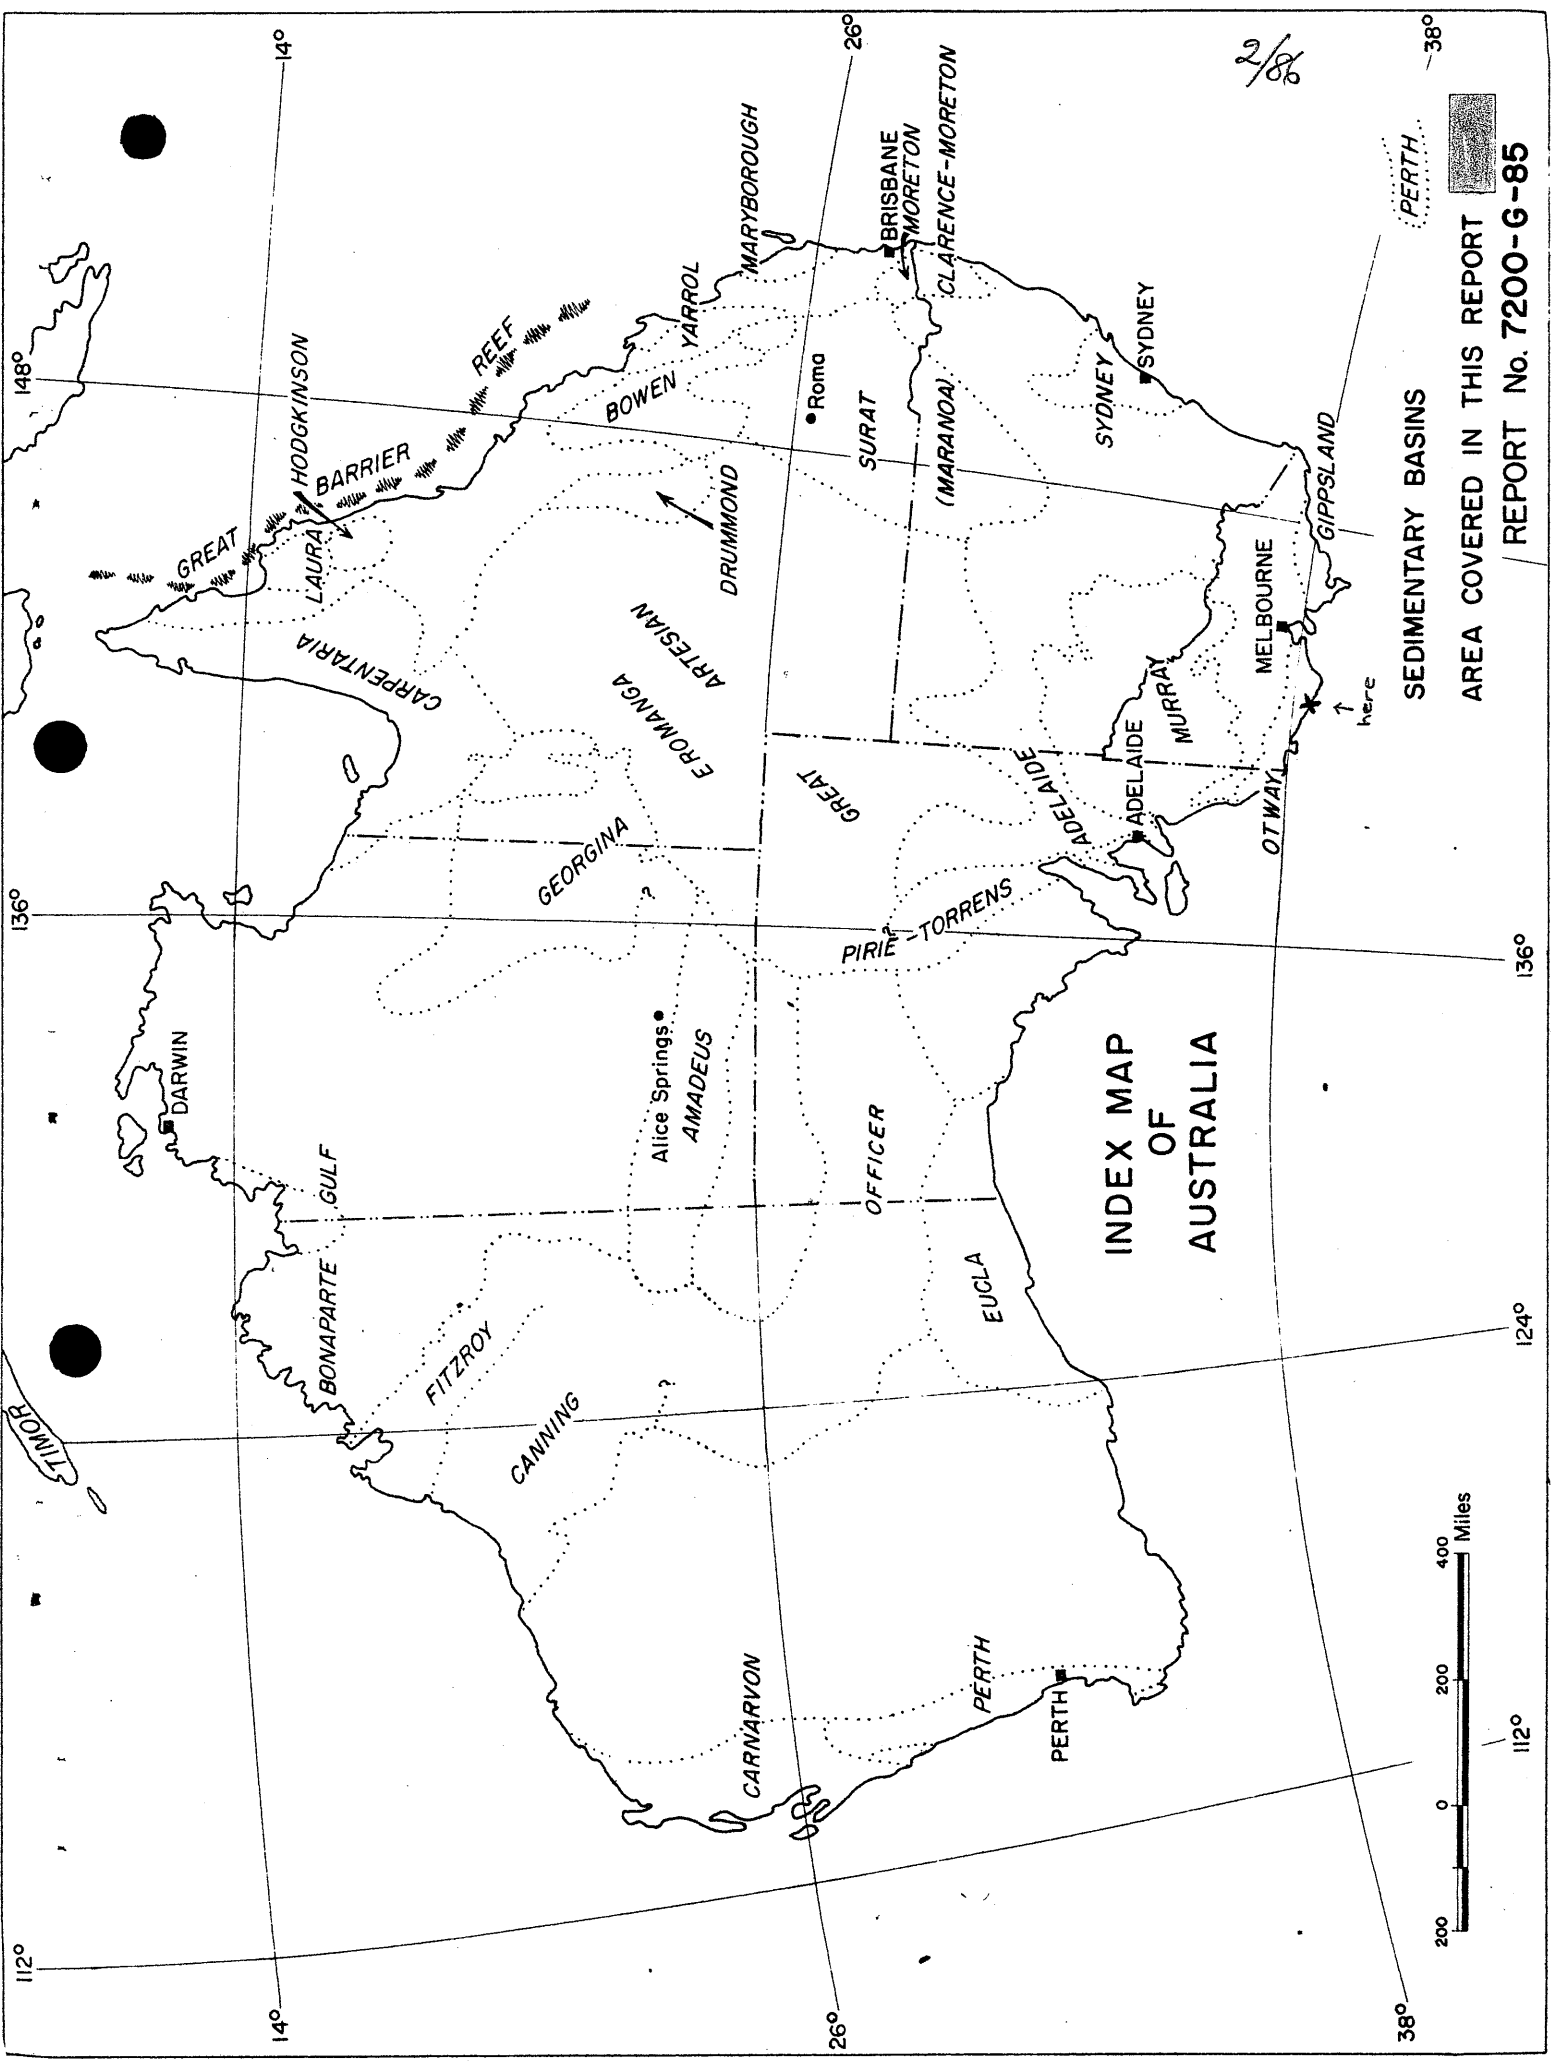 112°
124°
136°
148°
14°
14°
26°
26°
38°
38°
112°
124°
136°
TIMOR
DARWIN
BONAPARTE GULF
FITZROY
CANNING
?
CARNARVON
PERTH
PERTH
Alice Springs
AMADEUS
OFFICER
EUCLA
GEORGINA
?
PIRIE-TORRENS
?
CARPENTARIA
LAURA
HODGKINSON
GREAT
BARRIER
REEF
DRUMMOND
BOWEN
YARROL
MARYBOROUGH
EROMANGA
GREAT
ARTESIAN
Roma
SURAT
(MARANOA)
BRISBANE
MORETON
CLARENCE-MORETON
SYDNEY
SYDNEY
ADELAIDE
ADELAIDE
MURRAY
MELBOURNE
GIPPSLAND
OTWAY
here
2/86
INDEX MAP
OF
AUSTRALIA
200 0 200 400 Miles
SEDIMENTARY BASINS PERTH
AREA COVERED IN THIS REPORT
REPORT No. 7200-G-85